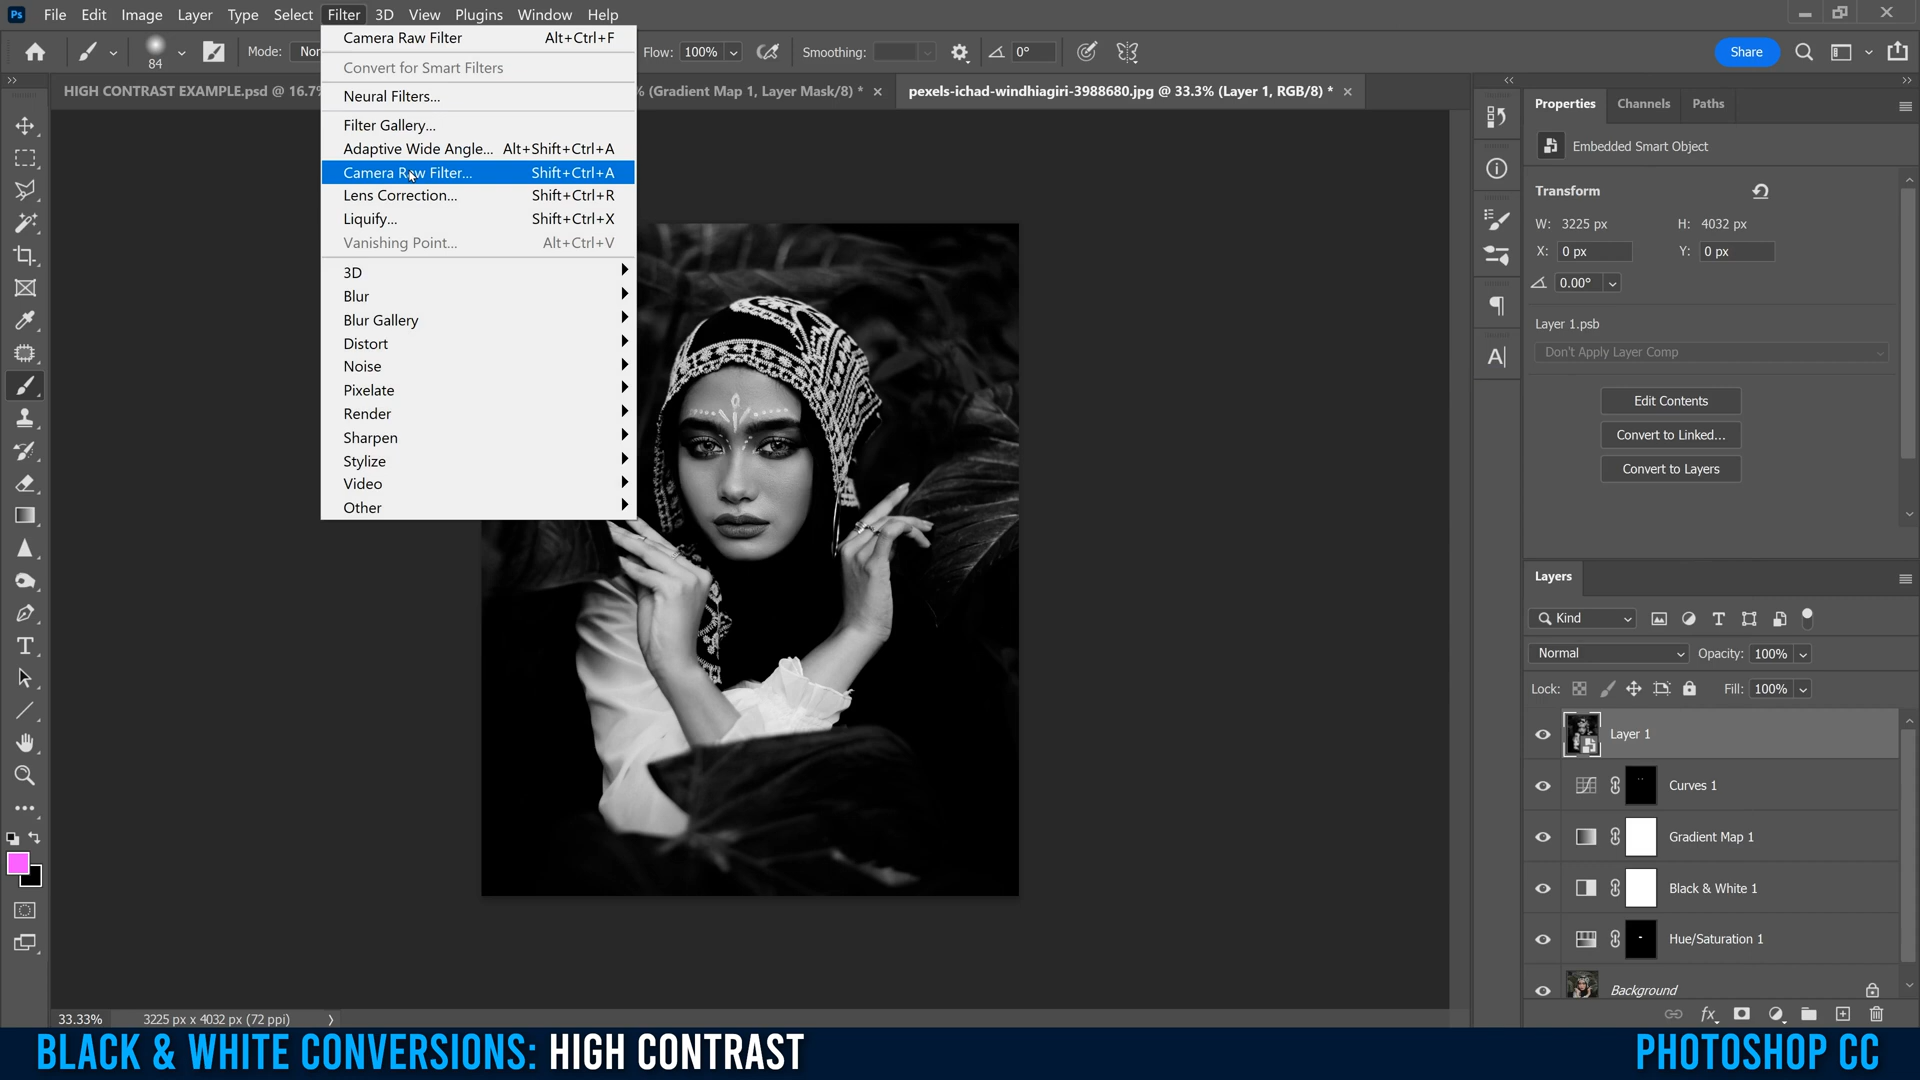 Ps File Edit Image Layer Type Select Filter 3D View Plugins Window Help
84 Mode: Nor Flow: 100% Smoothing: 0° Share
HIGH CONTRAST EXAMPLE.psd @ 16.7% % (Gradient Map 1, Layer Mask/8) * pexels-ichad-windhiagiri-3988680.jpg @ 33.3% (Layer 1, RGB/8) *
Camera Raw Filter Alt+Ctrl+F
Convert for Smart Filters
Neural Filters...
Filter Gallery...
Adaptive Wide Angle... Alt+Shift+Ctrl+A
Camera Raw Filter... Shift+Ctrl+A
Lens Correction... Shift+Ctrl+R
Liquify... Shift+Ctrl+X
Vanishing Point... Alt+Ctrl+V
3D
Blur
Blur Gallery
Distort
Noise
Pixelate
Render
Sharpen
Stylize
Video
Other
Properties Channels Paths
Embedded Smart Object
Transform
W: 3225 px H: 4032 px
X: 0 px Y: 0 px
0.00°
Layer 1.psb
Don't Apply Layer Comp
Edit Contents
Convert to Linked...
Convert to Layers
Layers
Kind
Normal Opacity: 100%
Lock: Fill: 100%
Layer 1
Curves 1
Gradient Map 1
Black & White 1
Hue/Saturation 1
Background
33.33% 3225 px x 4032 px (72 ppi)
BLACK & WHITE CONVERSIONS: HIGH CONTRAST PHOTOSHOP CC